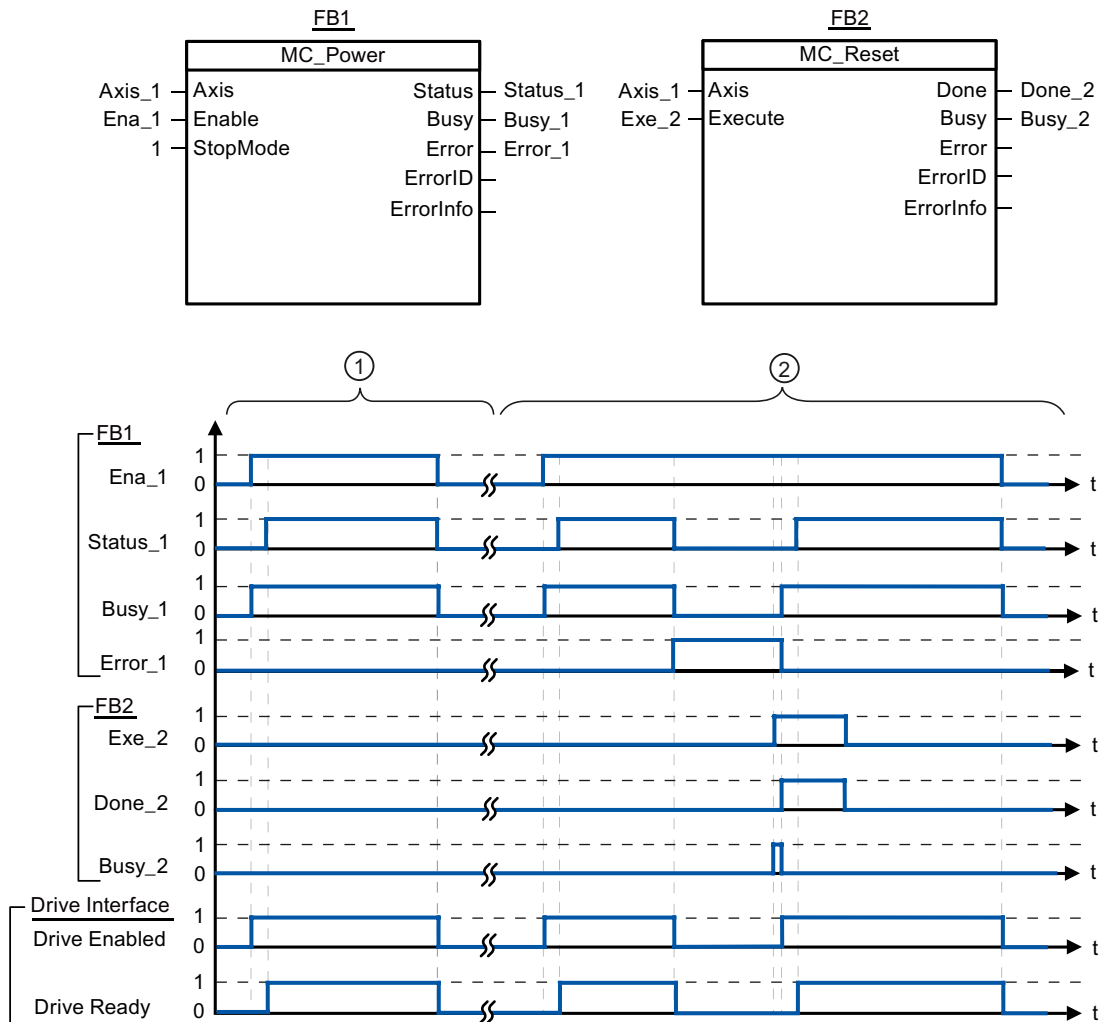 FB1
MC_Power
Axis_1 Axis Status Status_1
Ena_1 Enable Busy Busy_1
1 StopMode Error Error_1
ErrorID
ErrorInfo
FB2
MC_Reset
Axis_1 Axis Done Done_2
Exe_2 Execute Busy Busy_2
Error
ErrorID
ErrorInfo
1 2
FB1
1
Ena_1 0 t
1
Status_1 0 t
1
Busy_1 0 t
1
Error_1 0 t
FB2
1
Exe_2 0 t
1
Done_2 0 t
1
Busy_2 0 t
Drive Interface
1
Drive Enabled 0 t
1
Drive Ready 0 t